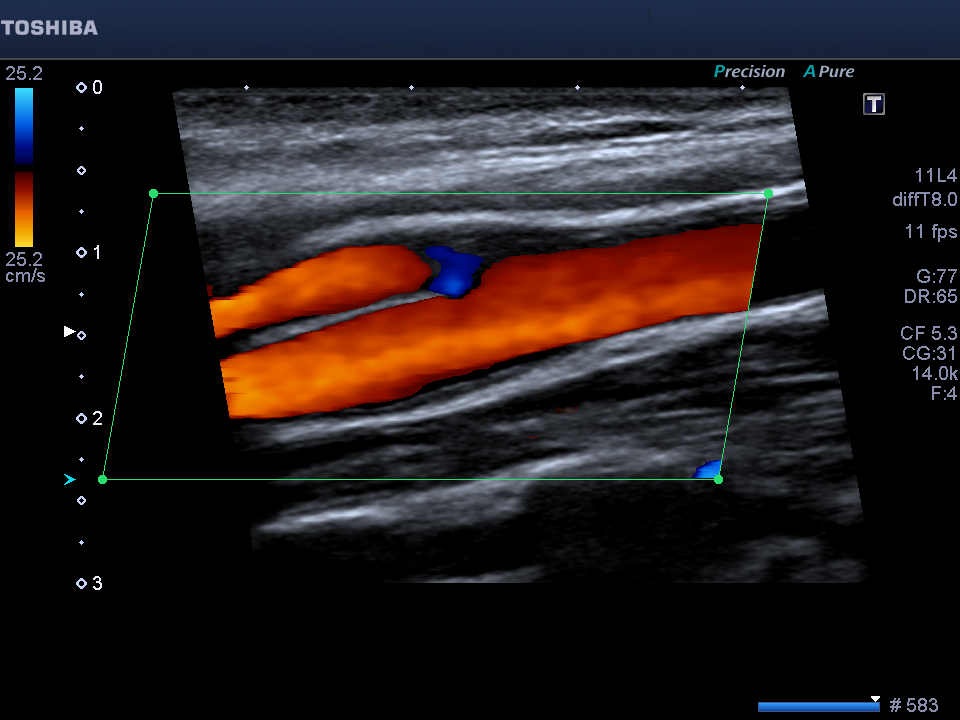 TOSHIBA
Precision A Pure
25.2
0
T
11L4
diffT8.0
11 fps
1
25.2
cm/s
G:77
DR:65
CF 5.3
CG:31
14.0k
F:4
2
3
# 583